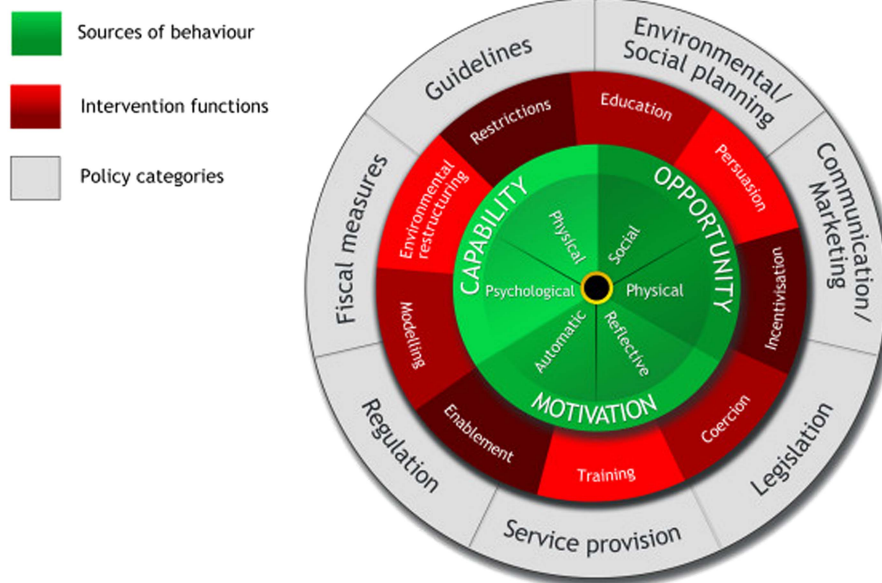 Sources of behaviour
Intervention functions
Policy categories
Guidelines
Environmental/
Social planning
Communication/
Marketing
Legislation
Service provision
Regulation
Fiscal measures
Restrictions
Education
Persuasion
Incentivisation
Coercion
Training
Enablement
Modelling
Environmental
restructuring
CAPABILITY
OPPORTUNITY
MOTIVATION
Physical
Social
Psychological
Physical
Automatic
Reflective